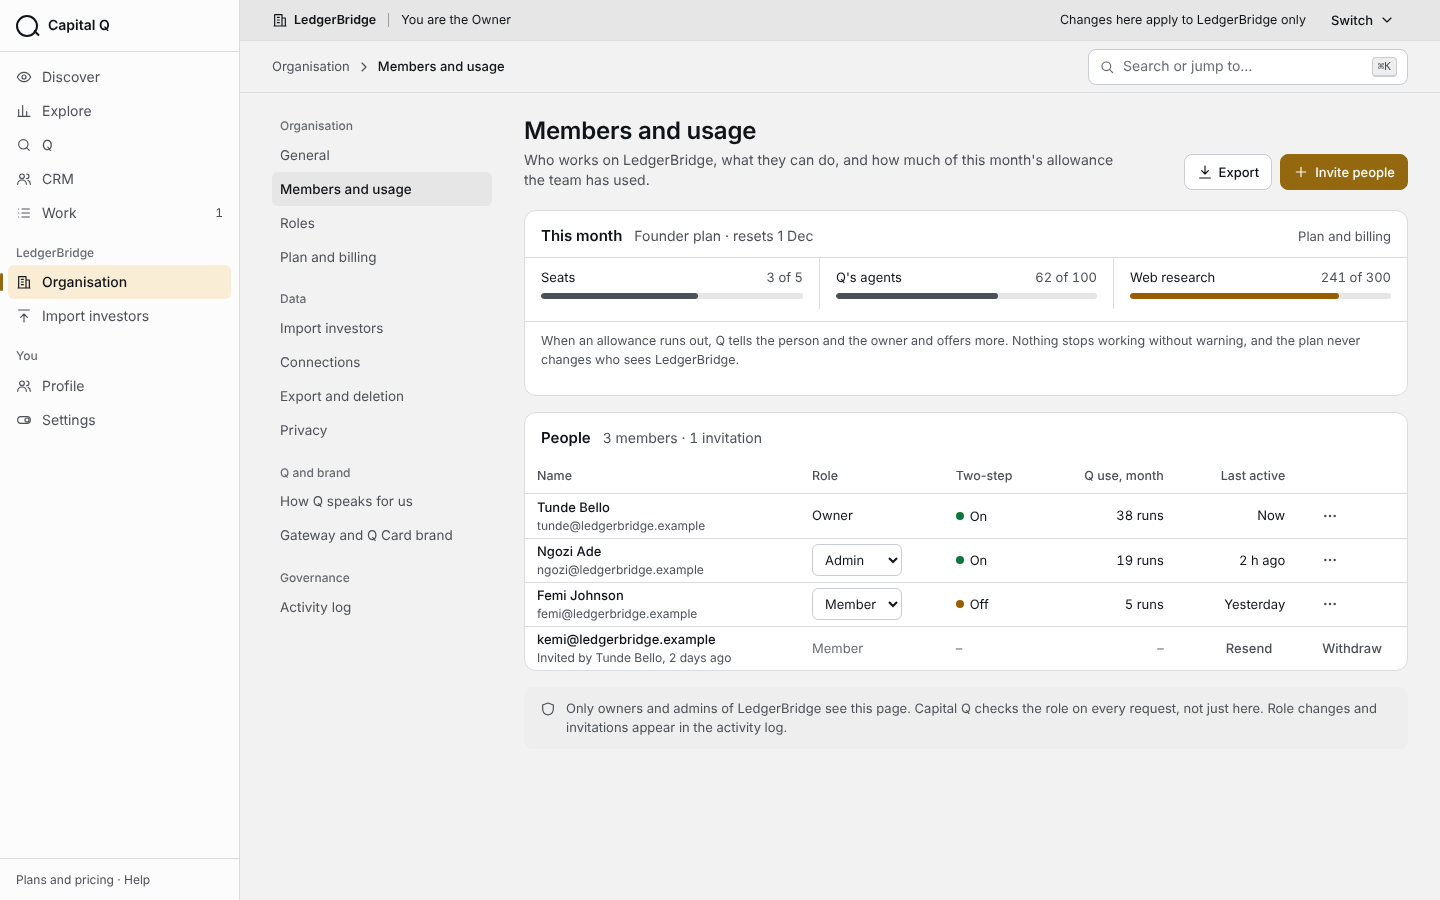 Capital Q
Discover
Explore
Q
CRM
Work 1
LedgerBridge
Organisation
Import investors
You
Profile
Settings
Plans and pricing · Help
LedgerBridge You are the Owner
Changes here apply to LedgerBridge only Switch
Organisation Members and usage
Search or jump to... ⌘K
Organisation
General
Members and usage
Roles
Plan and billing
Data
Import investors
Connections
Export and deletion
Privacy
Q and brand
How Q speaks for us
Gateway and Q Card brand
Governance
Activity log
Members and usage
Who works on LedgerBridge, what they can do, and how much of this month's allowance
the team has used.
Export
Invite people
This month Founder plan · resets 1 Dec Plan and billing
Seats 3 of 5
Q's agents 62 of 100
Web research 241 of 300
When an allowance runs out, Q tells the person and the owner and offers more. Nothing stops working without warning, and the plan never
changes who sees LedgerBridge.
People 3 members · 1 invitation
Name Role Two-step Q use, month Last active
Tunde Bello
tunde@ledgerbridge.example
Owner On 38 runs Now ···
Ngozi Ade
ngozi@ledgerbridge.example
Admin On 19 runs 2 h ago ···
Femi Johnson
femi@ledgerbridge.example
Member Off 5 runs Yesterday ···
kemi@ledgerbridge.example
Invited by Tunde Bello, 2 days ago
Member – – Resend Withdraw
Only owners and admins of LedgerBridge see this page. Capital Q checks the role on every request, not just here. Role changes and
invitations appear in the activity log.